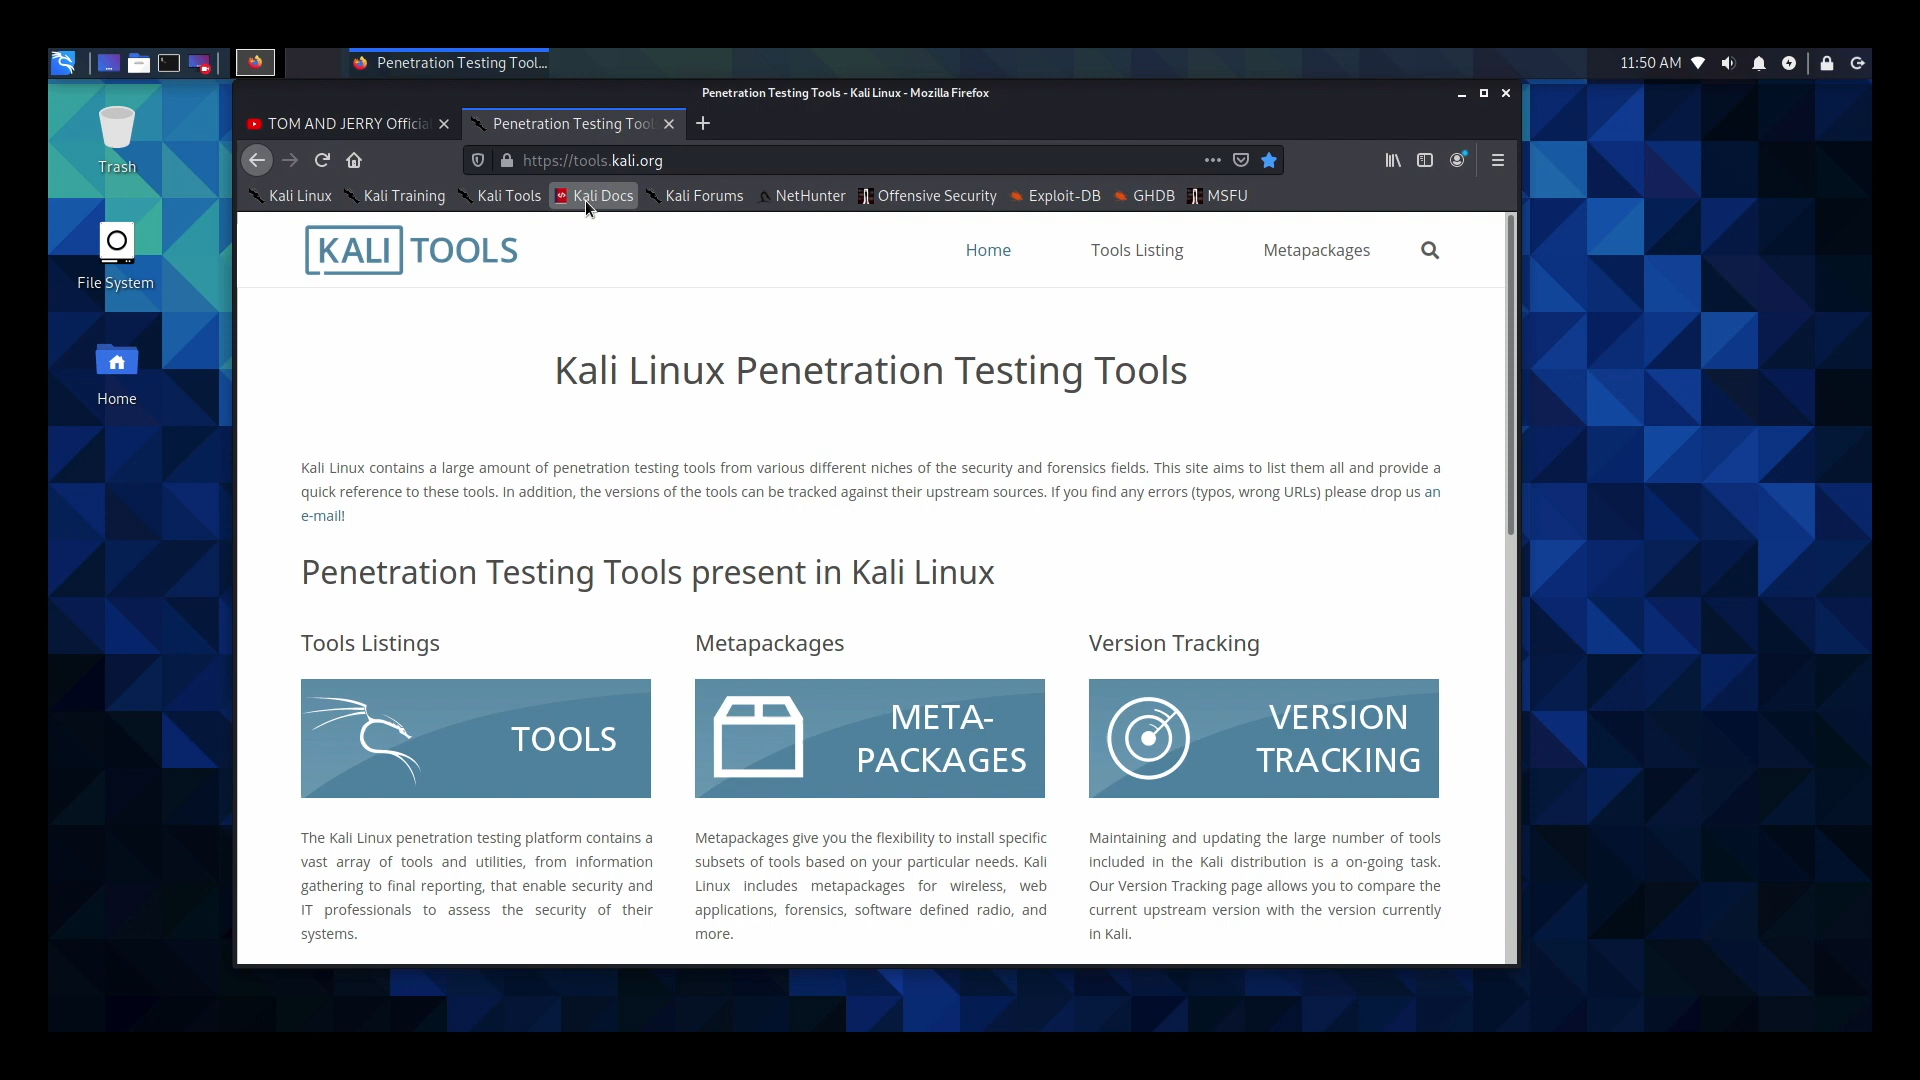 Penetration Testing Tool...
11:50 AM
Trash
File System
Home
Penetration Testing Tools - Kali Linux - Mozilla Firefox
TOM AND JERRY Officia
Penetration Testing Tool
https://tools.kali.org
Kali Linux Kali Training Kali Tools Kali Docs Kali Forums NetHunter Offensive Security Exploit-DB GHDB MSFU
KALI TOOLS
Home Tools Listing Metapackages
Kali Linux Penetration Testing Tools
Kali Linux contains a large amount of penetration testing tools from various different niches of the security and forensics fields. This site aims to list them all and provide a
quick reference to these tools. In addition, the versions of the tools can be tracked against their upstream sources. If you find any errors (typos, wrong URLs) please drop us an
e-mail!
Penetration Testing Tools present in Kali Linux
Tools Listings
TOOLS
The Kali Linux penetration testing platform contains a
vast array of tools and utilities, from information
gathering to final reporting, that enable security and
IT professionals to assess the security of their
systems.
Metapackages
META-
PACKAGES
Metapackages give you the flexibility to install specific
subsets of tools based on your particular needs. Kali
Linux includes metapackages for wireless, web
applications, forensics, software defined radio, and
more.
Version Tracking
VERSION
TRACKING
Maintaining and updating the large number of tools
included in the Kali distribution is a on-going task.
Our Version Tracking page allows you to compare the
current upstream version with the version currently
in Kali.